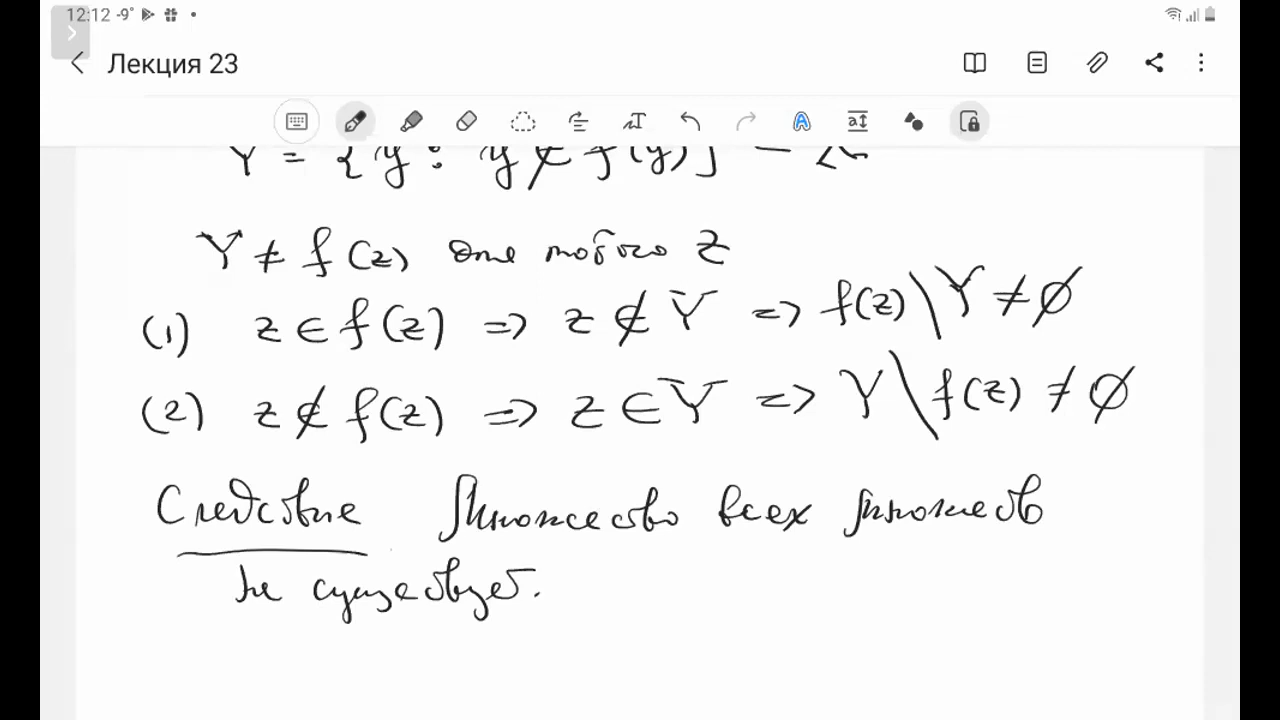 12:12 -9°
Лекция 23
Y = {y : y ∉ f(y)}
Y ≠ f(z) для любого z
(1) z ∈ f(z) => z ∉ Y => f(z) \ Y ≠ ∅
(2) z ∉ f(z) => z ∈ Y => Y \ f(z) ≠ ∅
Следствие Множество всех множеств
не существует.